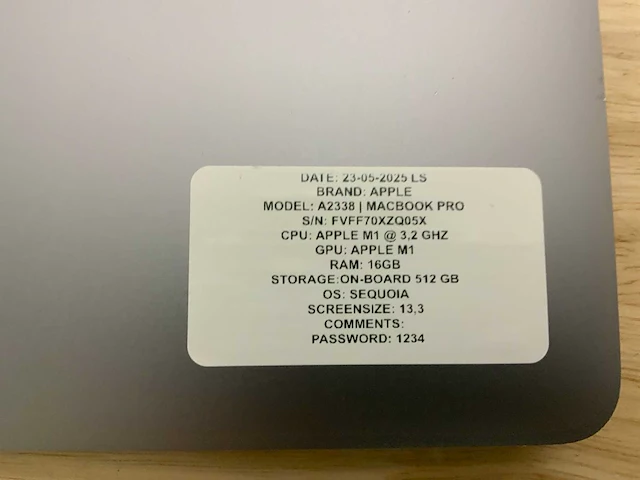 DATE: 23-05-2025 LS
BRAND: APPLE
MODEL: A2338 | MACBOOK PRO
S/N: FVFF70XZQ05X
CPU: APPLE M1 @ 3,2 GHZ
GPU: APPLE M1
RAM: 16GB
STORAGE:ON-BOARD 512 GB
OS: SEQUOIA
SCREENSIZE: 13,3
COMMENTS:
PASSWORD: 1234